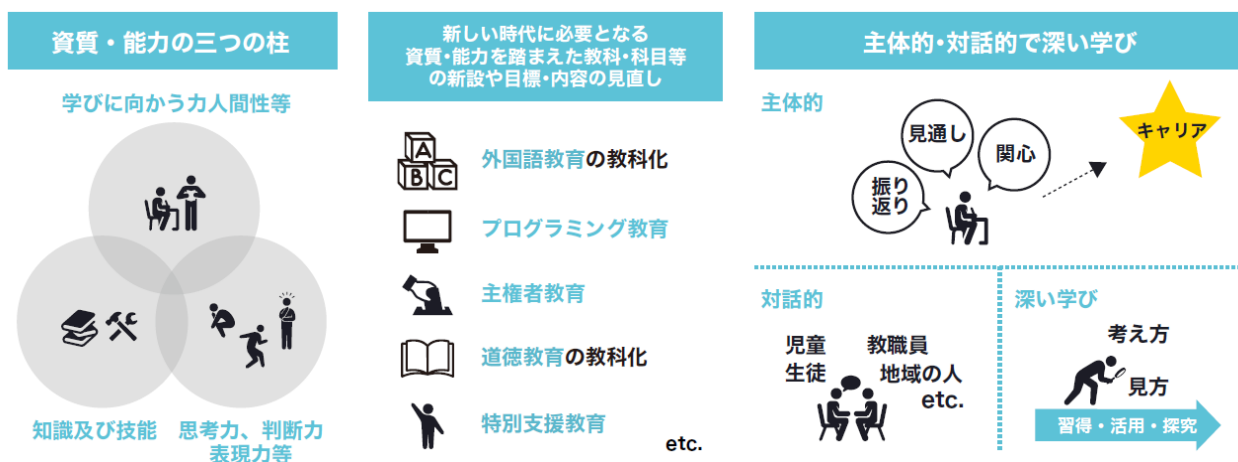 資質・能力の三つの柱
学びに向かう力人間性等
知識及び技能
思考力、判断力
表現力等
新しい時代に必要となる
資質・能力を踏まえた教科・科目等
の新設や目標・内容の見直し
A
B C
外国語教育の教科化
プログラミング教育
主権者教育
道徳教育の教科化
特別支援教育
etc.
主体的・対話的で深い学び
主体的
見通し
関心
振り
返り
キャリア
対話的
児童
生徒
教職員
地域の人
etc.
深い学び
考え方
見方
習得・活用・探究